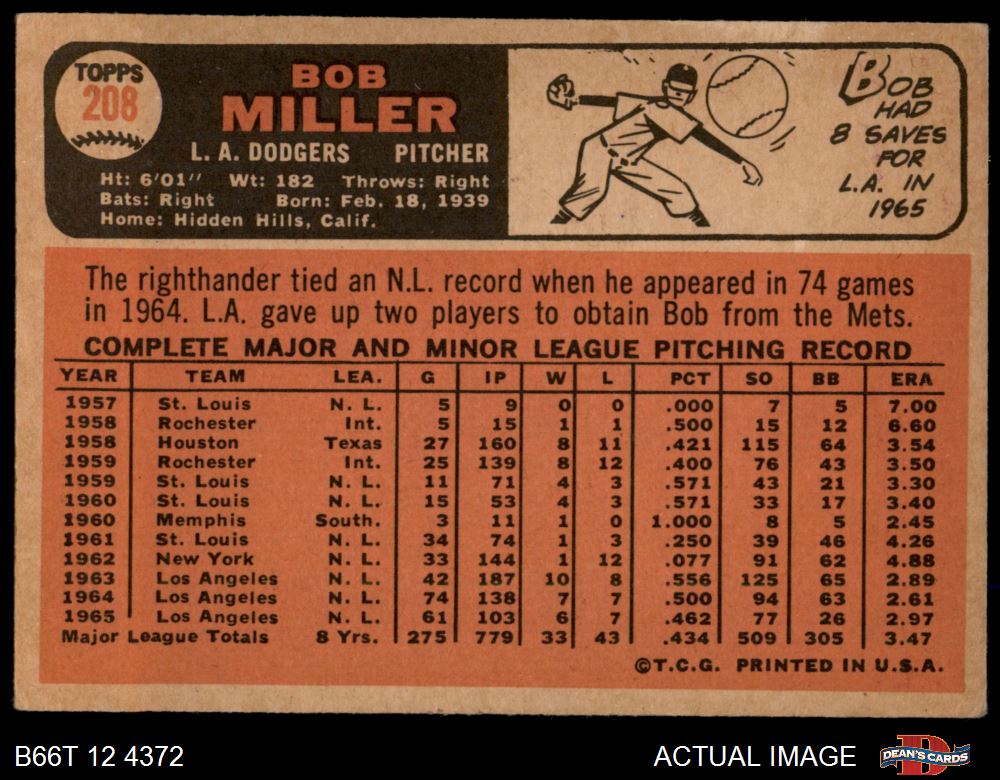 TOPPS
208
BOB
MILLER
L. A. DODGERS PITCHER
Ht: 6'01" Wt: 182 Throws: Right
Bats: Right Born: Feb. 18, 1939
Home: Hidden Hills, Calif.
BOB
HAD
8 SAVES
FOR
L.A. IN
1965
The righthander tied an N.L. record when he appeared in 74 games
in 1964. L.A. gave up two players to obtain Bob from the Mets.
COMPLETE MAJOR AND MINOR LEAGUE PITCHING RECORD
YEAR TEAM LEA. G IP W L PCT SO BB ERA
1957 St. Louis N. L. 5 9 0 0 .000 7 5 7.00
1958 Rochester Int. 5 15 1 1 .500 15 12 6.60
1958 Houston Texas 27 160 8 11 .421 115 64 3.54
1959 Rochester Int. 25 139 8 12 .400 76 43 3.50
1959 St. Louis N. L. 11 71 4 3 .571 43 21 3.30
1960 St. Louis N. L. 15 53 4 3 .571 33 17 3.40
1960 Memphis South. 3 11 1 0 1.000 8 5 2.45
1961 St. Louis N. L. 34 74 1 3 .250 39 46 4.26
1962 New York N. L. 33 144 1 12 .077 91 62 4.88
1963 Los Angeles N. L. 42 187 10 8 .556 125 65 2.89
1964 Los Angeles N. L. 74 138 7 7 .500 94 63 2.61
1965 Los Angeles N. L. 61 103 6 7 .462 77 26 2.97
Major League Totals 8 Yrs. 275 779 33 43 .434 509 305 3.47
©T.C.G. PRINTED IN U.S.A.
B66T 12 4372 ACTUAL IMAGE
DEAN'S CARDS